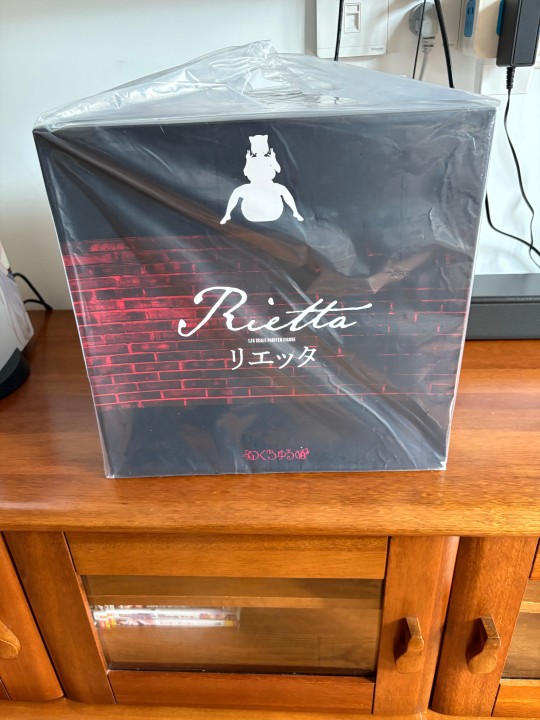 Rietta
1/6 SCALE PAINTED FIGURE
リエッタ